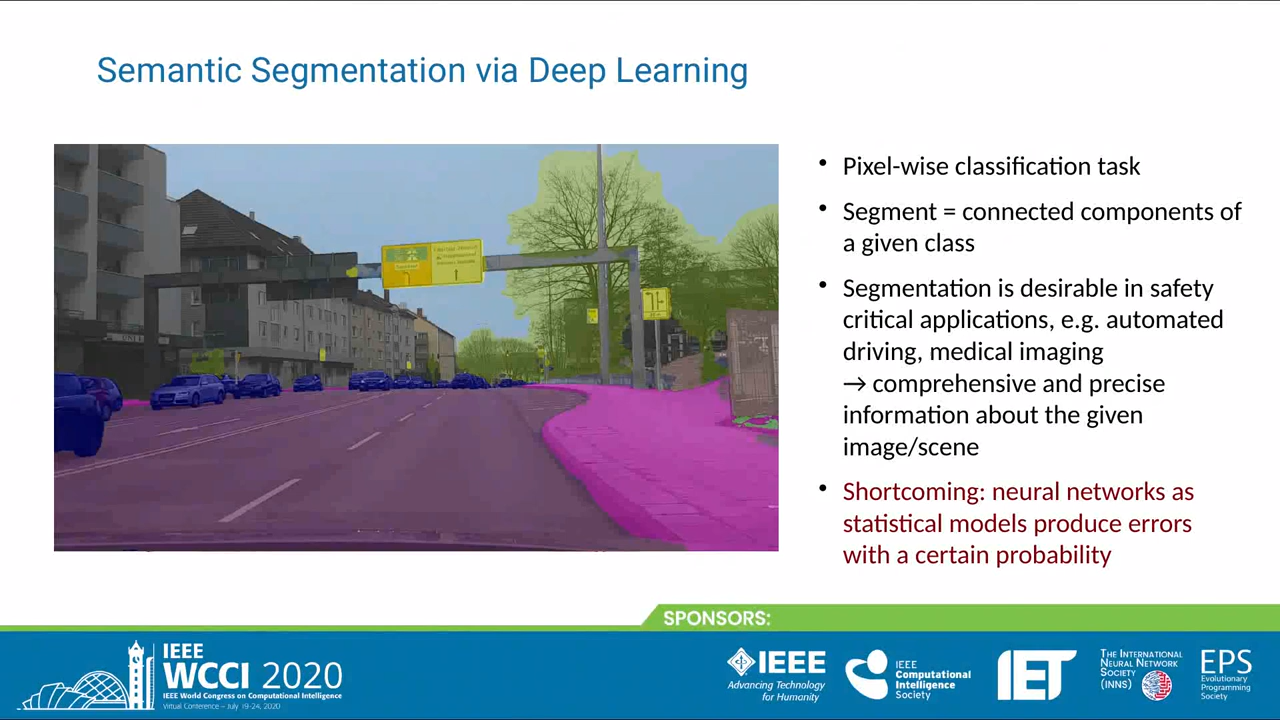 Semantic Segmentation via Deep Learning
• Pixel-wise classification task
• Segment = connected components of
a given class
• Segmentation is desirable in safety
critical applications, e.g. automated
driving, medical imaging
→ comprehensive and precise
information about the given
image/scene
• Shortcoming: neural networks as
statistical models produce errors
with a certain probability
SPONSORS:
IEEE
WCCI 2020
IEEE World Congress on Computational Intelligence
Virtual Conference – July 19-24, 2020
IEEE
Advancing Technology
for Humanity
IEEE
Computational
Intelligence
Society
IET
The International
Neural Network
Society
(INNS)
EPS
Evolutionary
Programming
Society